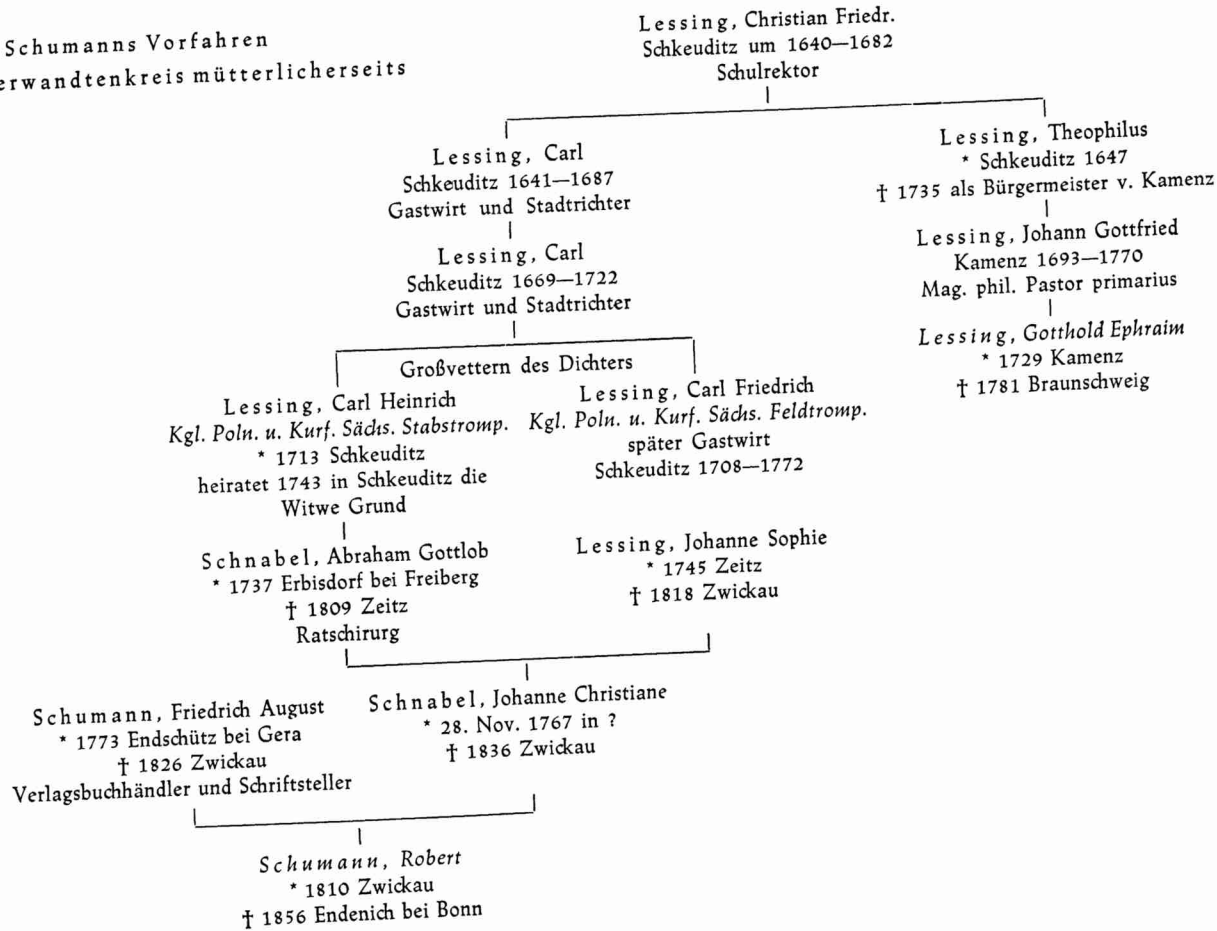 Schumanns Vorfahren
erwandtenkreis mütterlicherseits
Lessing, Christian Friedr.
Schkeuditz um 1640—1682
Schulrektor
Lessing, Carl
Schkeuditz 1641—1687
Gastwirt und Stadtrichter
Lessing, Theophilus
* Schkeuditz 1647
† 1735 als Bürgermeister v. Kamenz
Lessing, Carl
Schkeuditz 1669—1722
Gastwirt und Stadtrichter
Lessing, Johann Gottfried
Kamenz 1693—1770
Mag. phil. Pastor primarius
Lessing, Gotthold Ephraim
* 1729 Kamenz
† 1781 Braunschweig
Großvettern des Dichters
Lessing, Carl Heinrich
Kgl. Poln. u. Kurf. Sächs. Stabstromp.
* 1713 Schkeuditz
heiratet 1743 in Schkeuditz die
Witwe Grund
Lessing, Carl Friedrich
Kgl. Poln. u. Kurf. Sächs. Feldtromp.
später Gastwirt
Schkeuditz 1708—1772
Schnabel, Abraham Gottlob
* 1737 Erbisdorf bei Freiberg
† 1809 Zeitz
Ratschirurg
Lessing, Johanne Sophie
* 1745 Zeitz
† 1818 Zwickau
Schumann, Friedrich August
* 1773 Endschütz bei Gera
† 1826 Zwickau
Verlagsbuchhändler und Schriftsteller
Schnabel, Johanne Christiane
* 28. Nov. 1767 in ?
† 1836 Zwickau
Schumann, Robert
* 1810 Zwickau
† 1856 Endenich bei Bonn